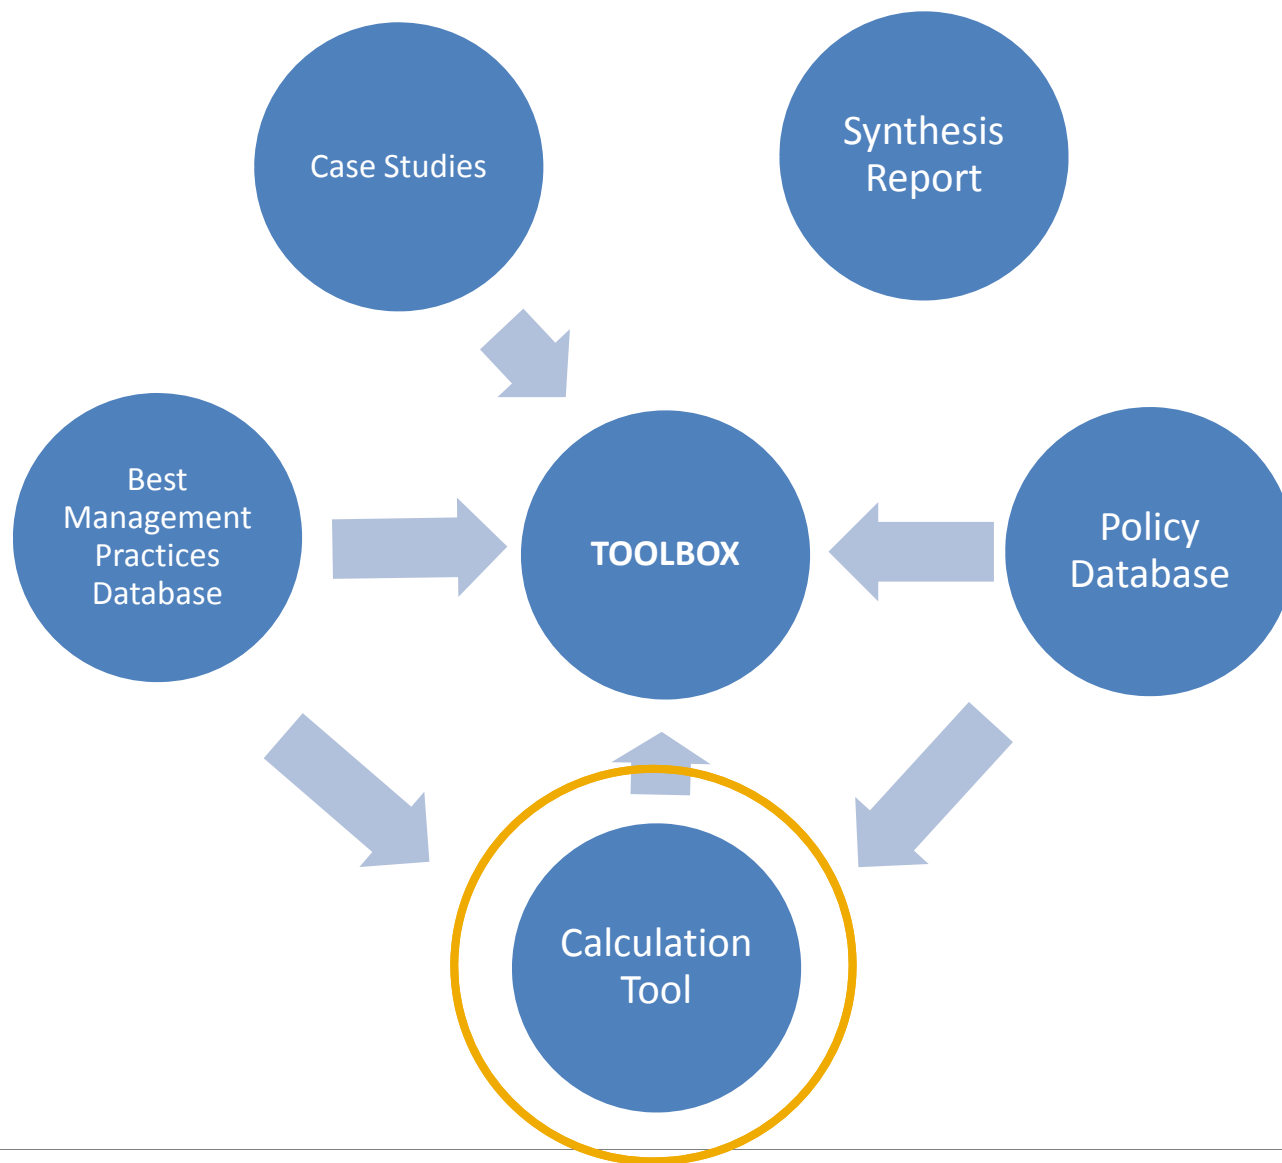 Case Studies
Synthesis
Report
Best
Management
Practices
Database
TOOLBOX
Policy
Database
Calculation
Tool